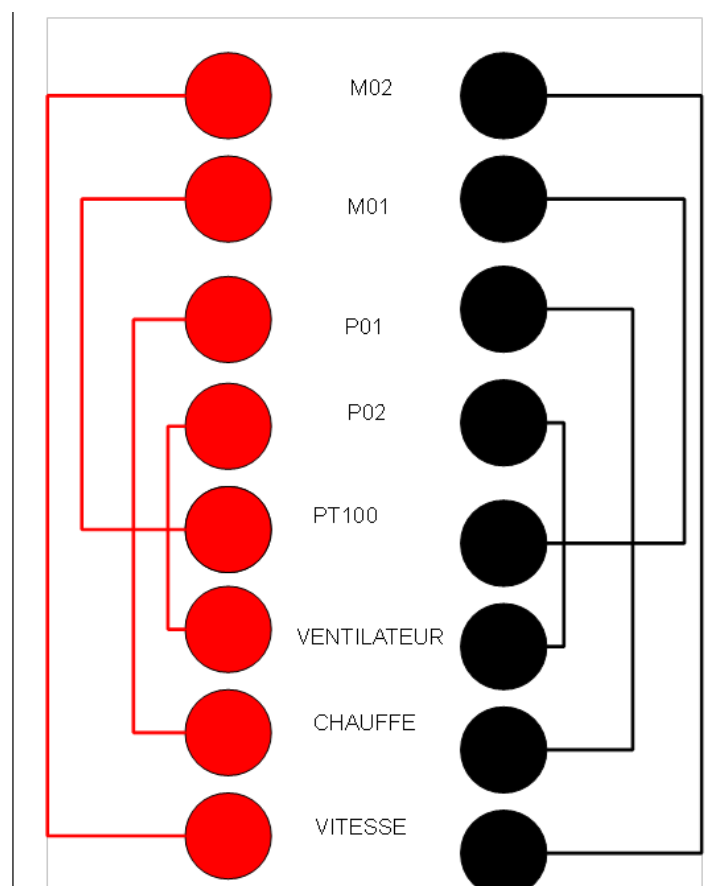 M02
M01
P01
P02
PT100
VENTILATEUR
CHAUFFE
VITESSE